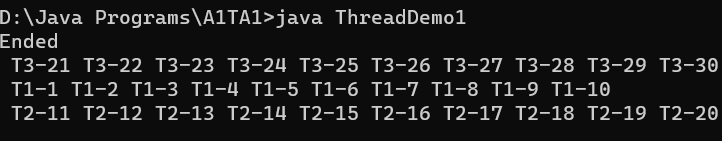 D:\Java Programs\A1TA1>java ThreadDemo1
Ended
T3-21 T3-22 T3-23 T3-24 T3-25 T3-26 T3-27 T3-28 T3-29 T3-30
T1-1 T1-2 T1-3 T1-4 T1-5 T1-6 T1-7 T1-8 T1-9 T1-10
T2-11 T2-12 T2-13 T2-14 T2-15 T2-16 T2-17 T2-18 T2-19 T2-20